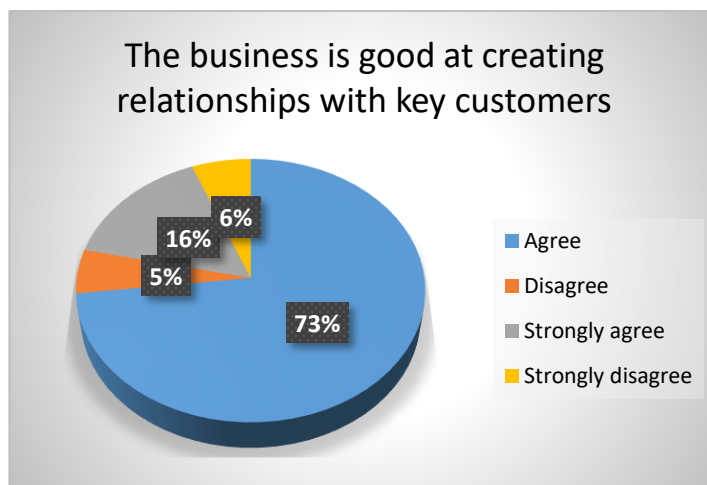 The business is good at creating
relationships with key customers
6%
16%
5%
73%
Agree
Disagree
Strongly agree
Strongly disagree